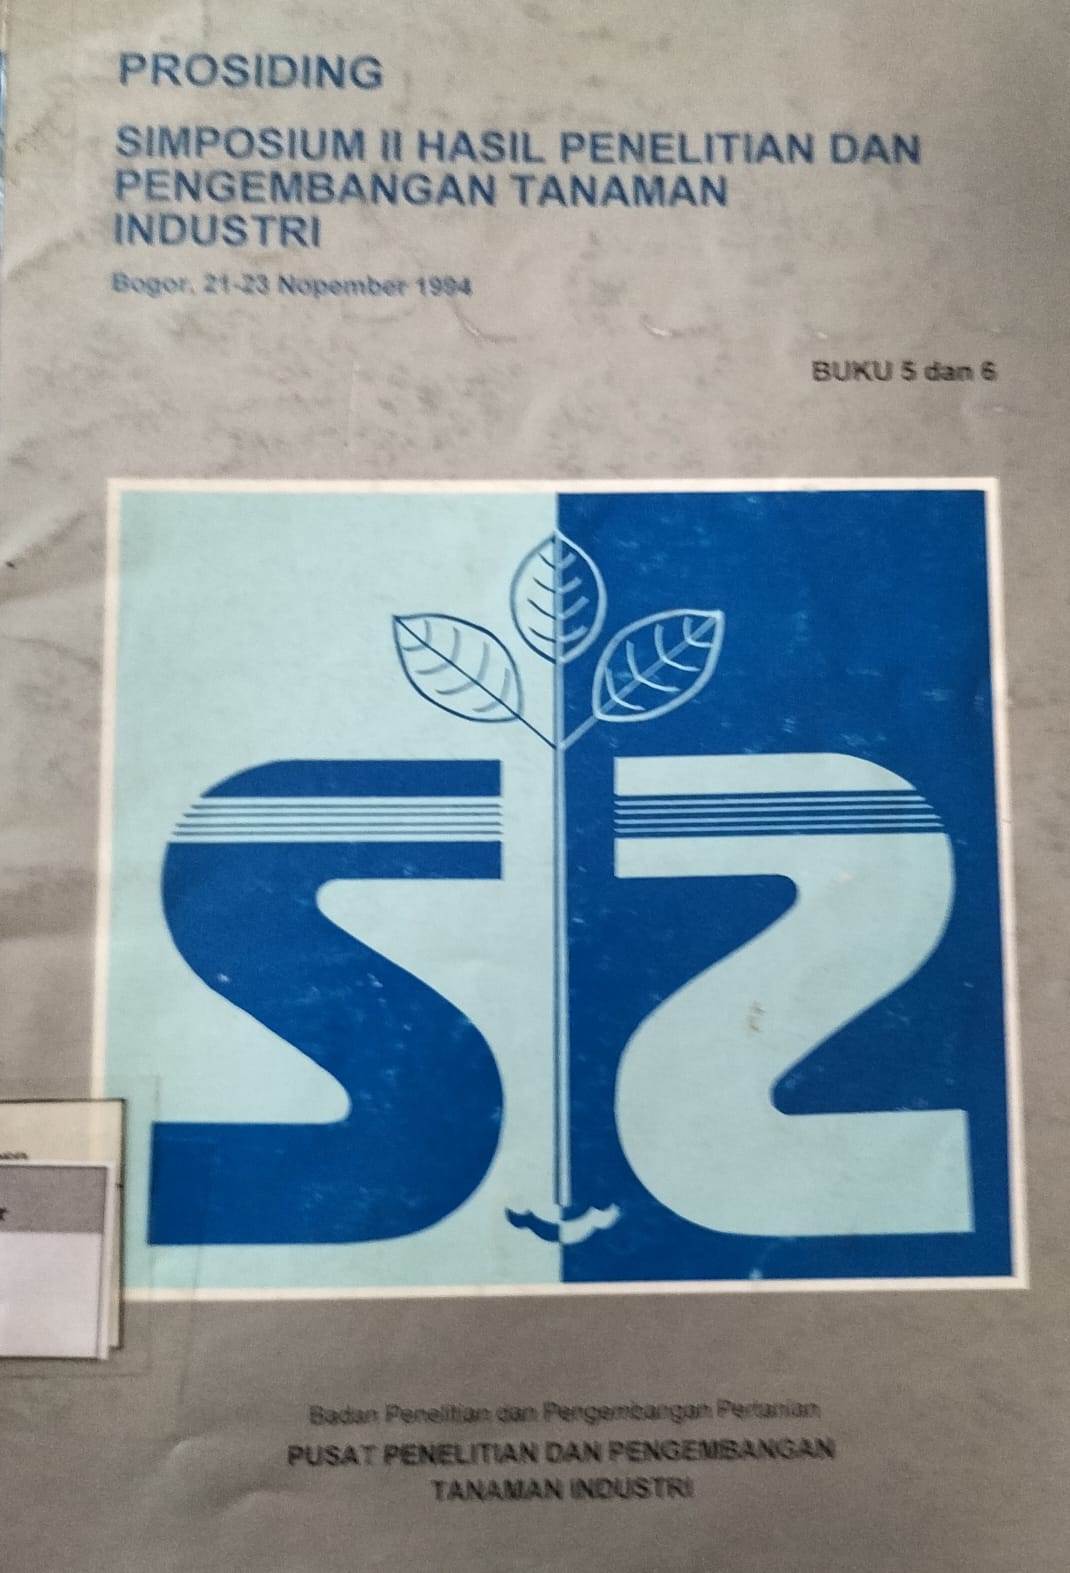 PROSIDING
SIMPOSIUM II HASIL PENELITIAN DAN
PENGEMBANGAN TANAMAN
INDUSTRI
Bogor, 21-23 Nopember 1994
BUKU 5 dan 6
Badan Penelitian dan Pengembangan Pertanian
PUSAT PENELITIAN DAN PENGEMBANGAN
TANAMAN INDUSTRI